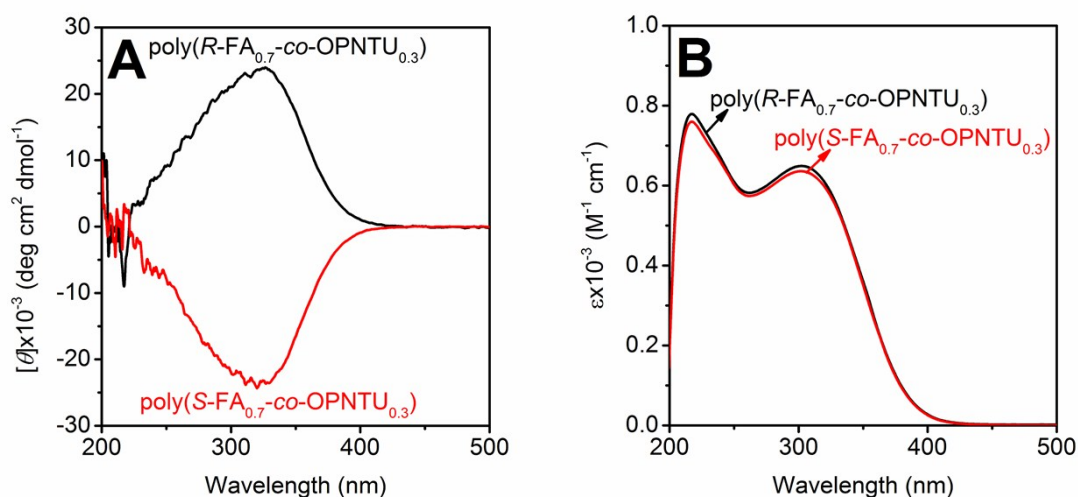 A
poly(R-FA0.7-co-OPNTU0.3)
poly(S-FA0.7-co-OPNTU0.3)
[θ]x10-3 (deg cm2 dmol-1)
30
20
10
0
-10
-20
-30
200
300
400
500
Wavelength (nm)
B
poly(R-FA0.7-co-OPNTU0.3)
poly(S-FA0.7-co-OPNTU0.3)
εx10-3 (M-1 cm-1)
1.0
0.8
0.6
0.4
0.2
0.0
200
300
400
500
Wavelength (nm)